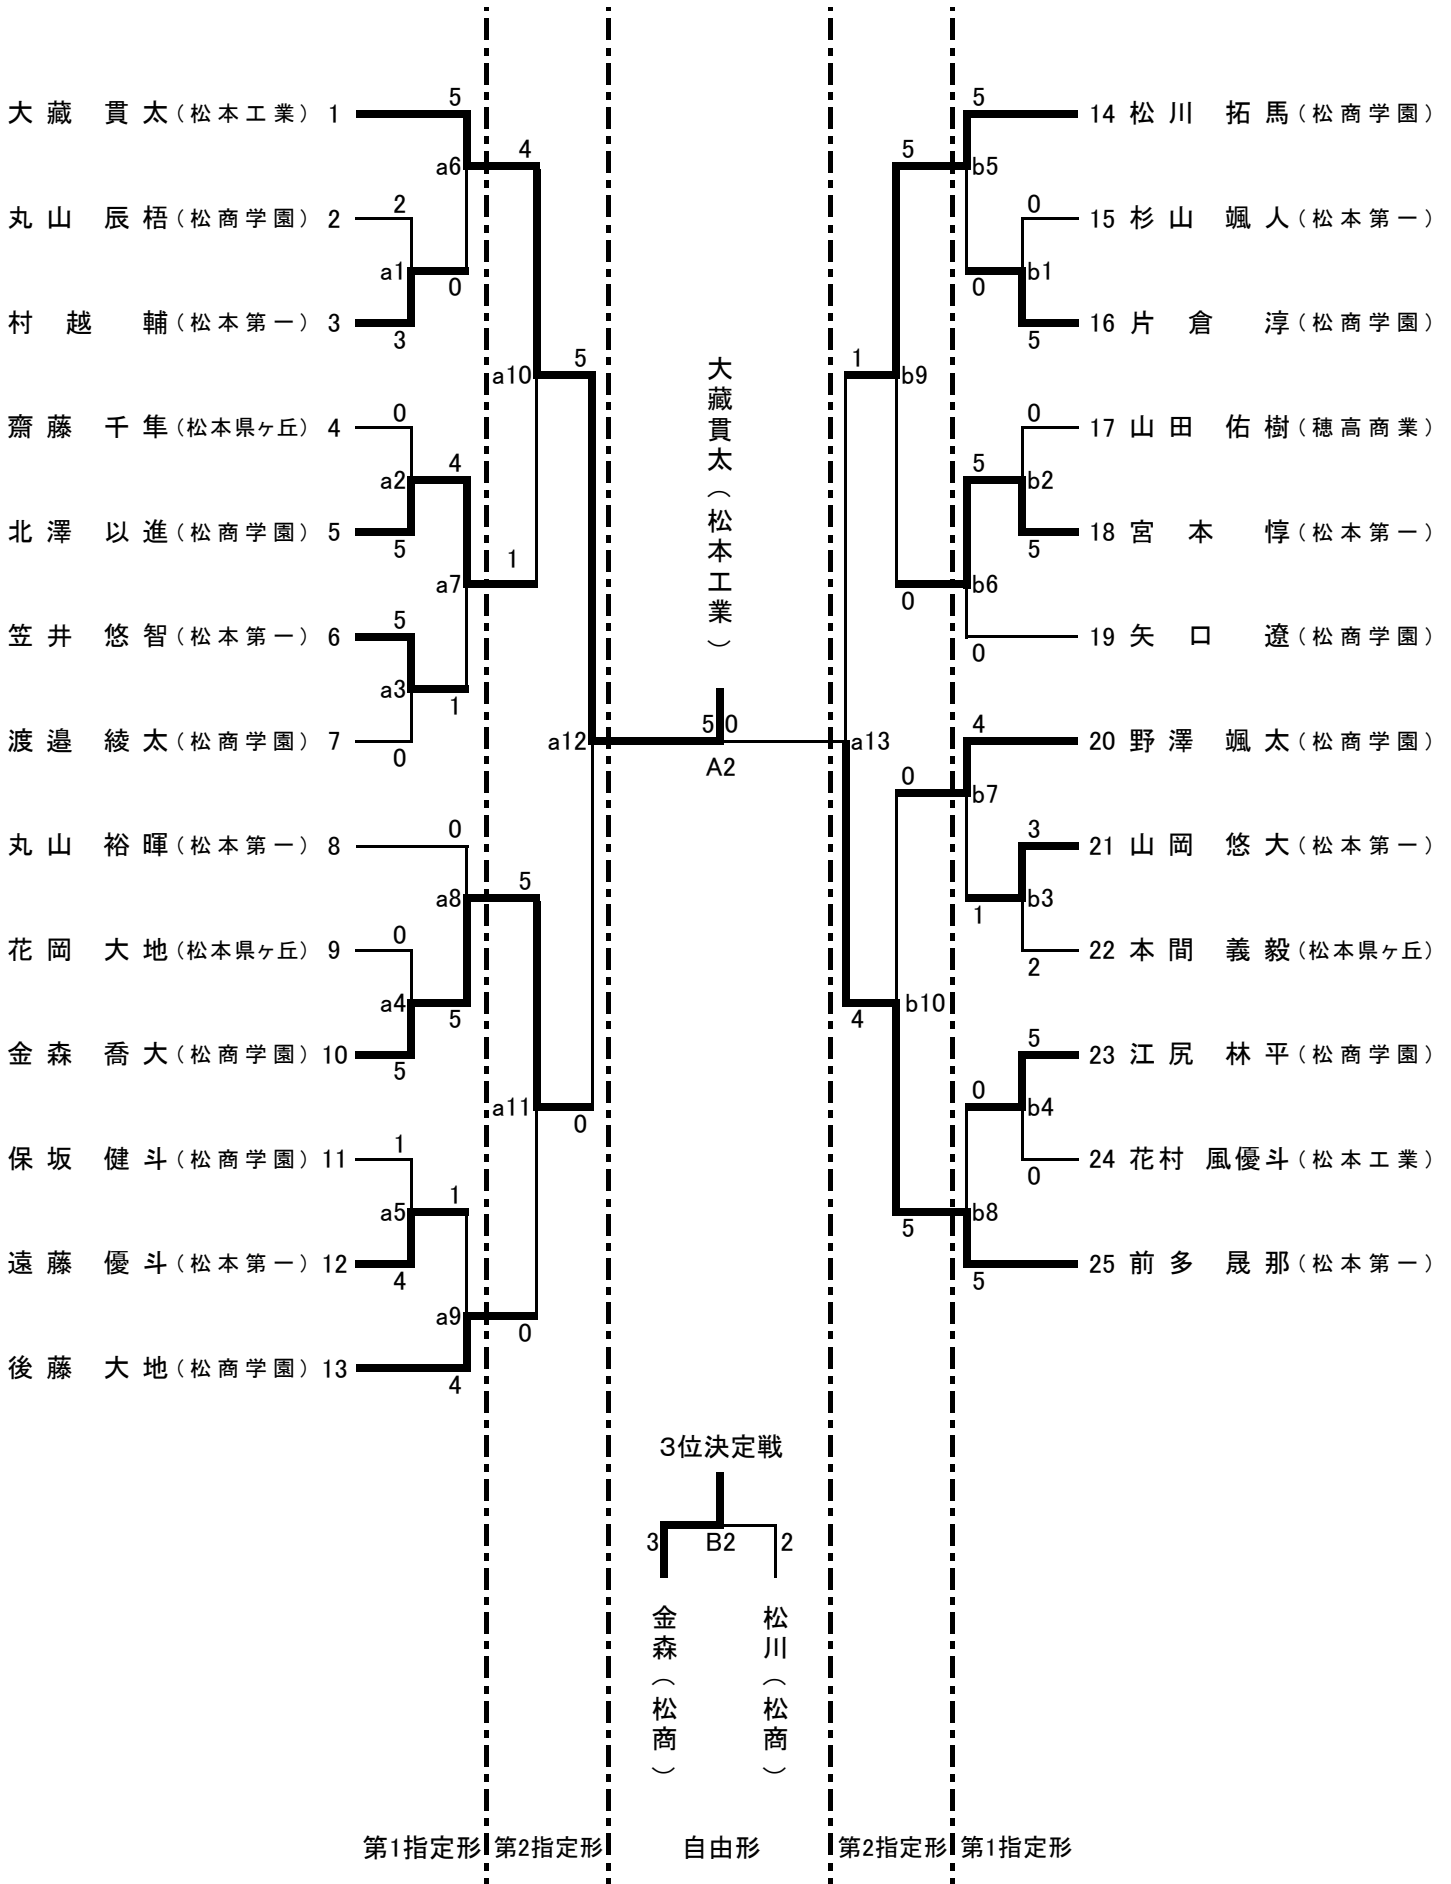 5
大藏 貫太(松本工業) 1
a6
4
2
丸山 辰梧(松商学園) 2
a1
0
村越 輔(松本第一) 3
3
a10
5
0
齋藤 千隼(松本県ヶ丘) 4
a2
4
北澤 以進(松商学園) 5
5
a7
1
5
笠井 悠智(松本第一) 6
a3
1
渡邉 綾太(松商学園) 7
0
a12
0
丸山 裕暉(松本第一) 8
a8
5
0
花岡 大地(松本県ヶ丘) 9
a4
5
金森 喬大(松商学園) 10
5
a11
0
1
保坂 健斗(松商学園) 11
a5
1
遠藤 優斗(松本第一) 12
4
a9
0
後藤 大地(松商学園) 13
4
大藏貫太(松本工業)
5 0
A2
5
14 松川 拓馬(松商学園)
5
b5
0
15 杉山 颯人(松本第一)
b1
0
16 片倉 淳(松商学園)
5
1
b9
0
17 山田 佑樹(穂高商業)
5
b2
18 宮本 惇(松本第一)
5
b6
0
19 矢口 遼(松商学園)
0
a13
4
20 野澤 颯太(松商学園)
0
b7
3
21 山岡 悠大(松本第一)
b3
1
22 本間 義毅(松本県ヶ丘)
2
b10
4
5
23 江尻 林平(松商学園)
0
b4
24 花村 風優斗(松本工業)
0
b8
5
25 前多 晟那(松本第一)
5
3位決定戦
3 B2 2
金森(松商)
松川(松商)
第1指定形 第2指定形 自由形 第2指定形 第1指定形